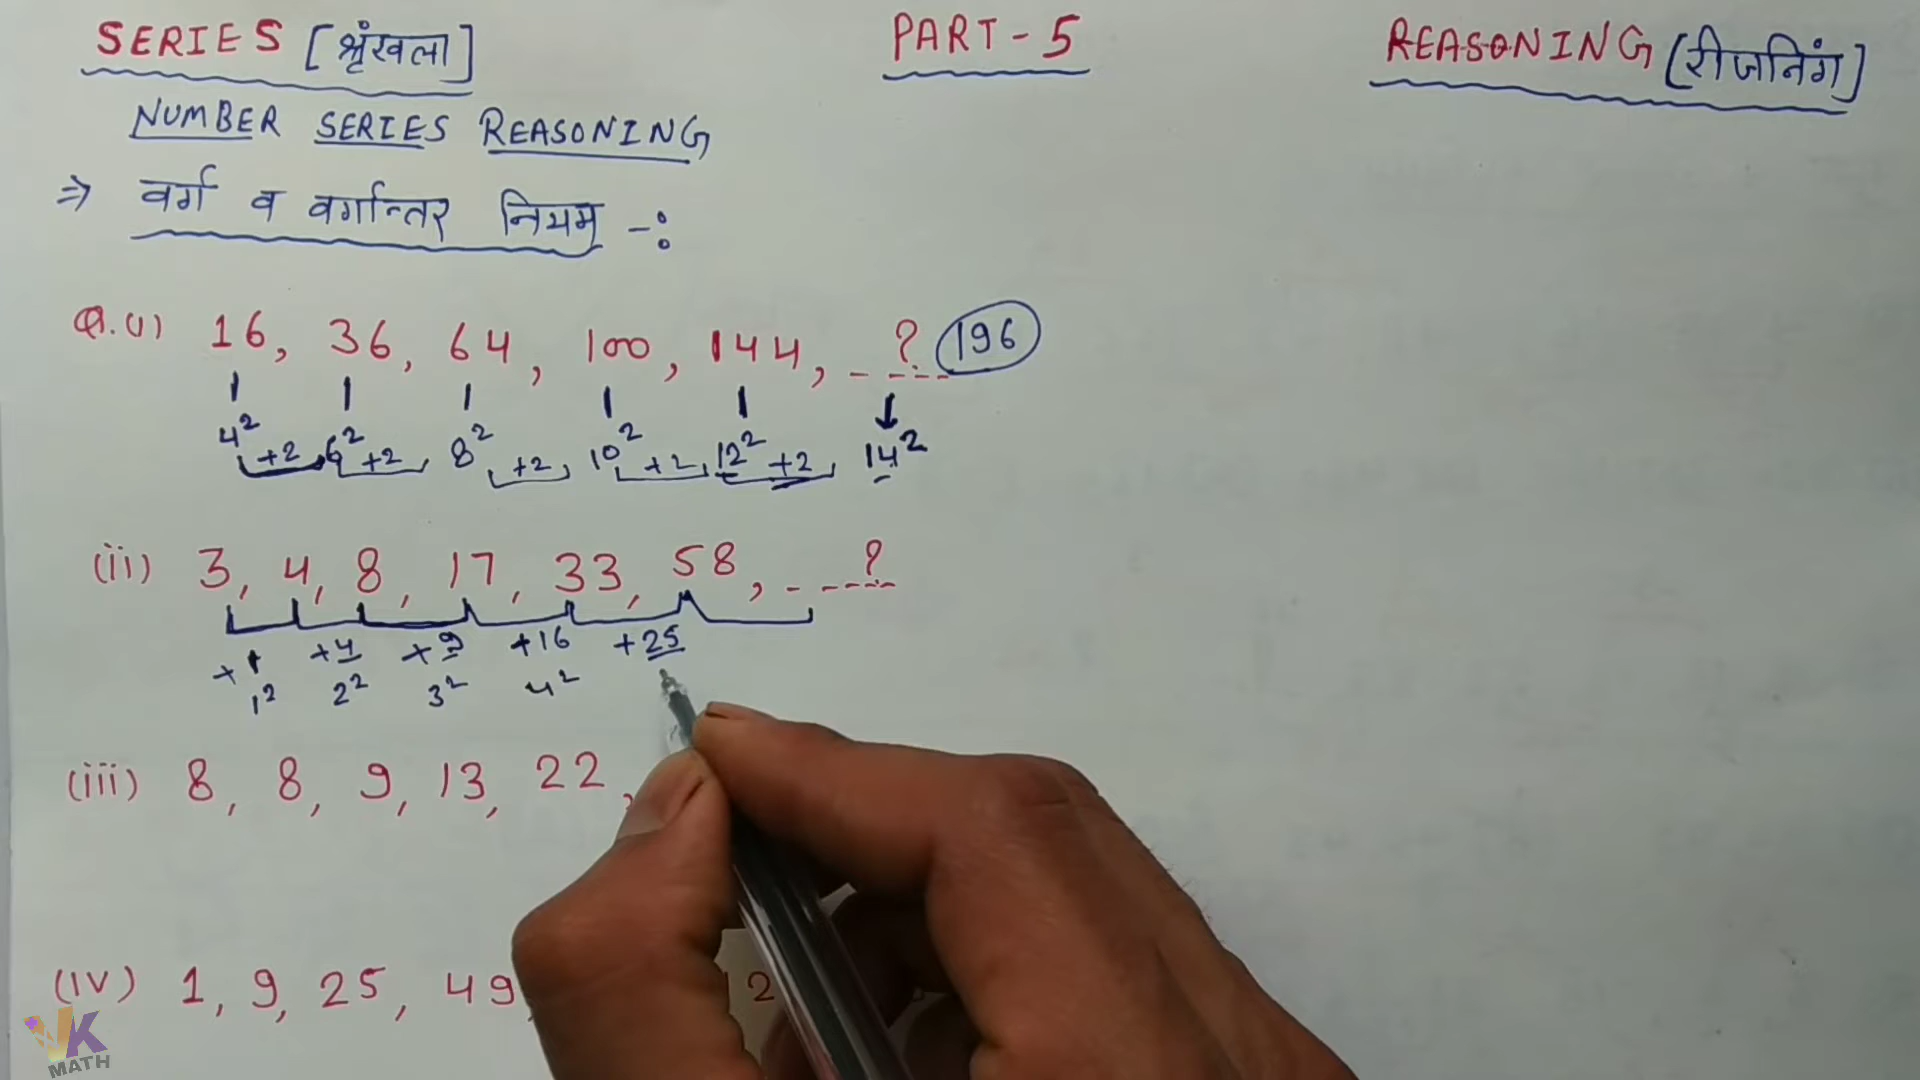 SERIES [श्रृंखला] PART-5 REASONING [रीजनिंग]
NUMBER SERIES REASONING
⇒ वर्ग व वर्गान्तर नियम -:
Q.(i) 16, 36, 64, 100, 144, ---- ? 196
4² +2 6² +2 8² +2 10² +2 12² +2 14²
(ii) 3, 4, 8, 17, 33, 58, ----- ?
+1 +4 +9 +16 +25
1² 2² 3² 4²
(iii) 8, 8, 9, 13, 22,
(iv) 1, 9, 25, 49, 12
VK
MATH